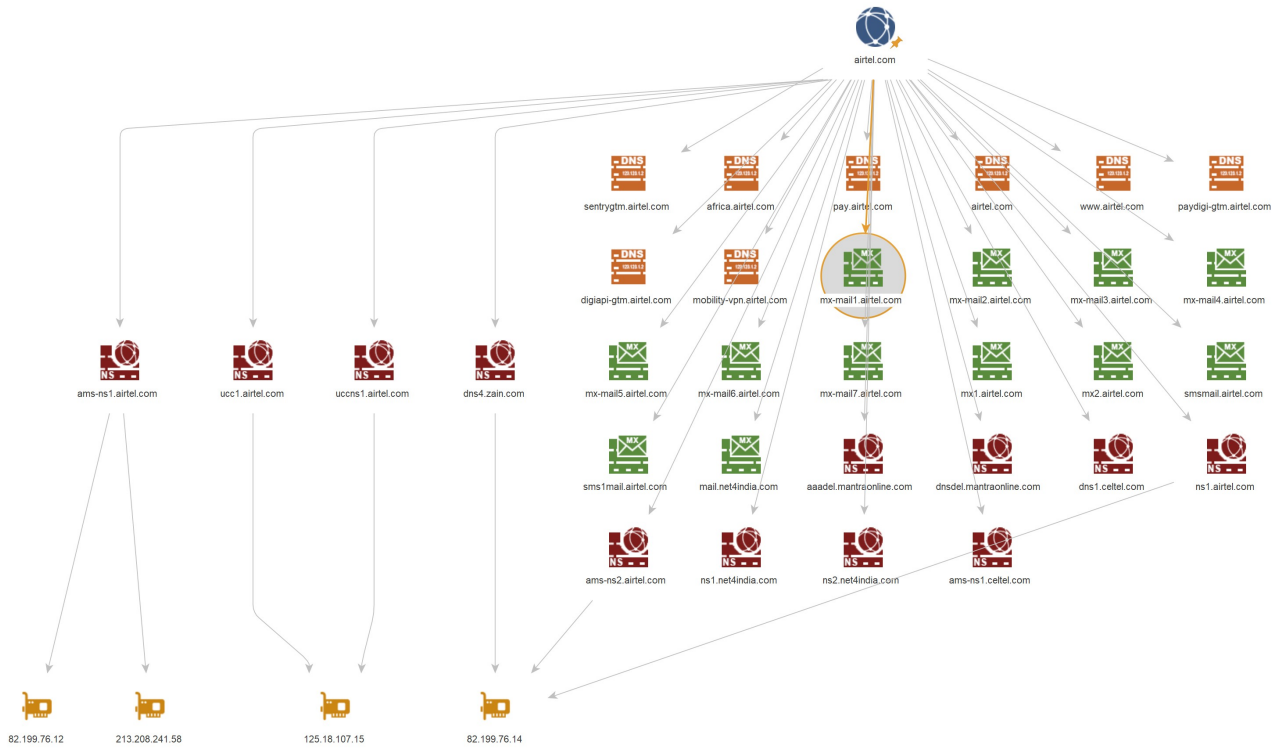 airtel.com
sentrygtm.airtel.com
africa.airtel.com
pay.airtel.com
airtel.com
www.airtel.com
paydigi-gtm.airtel.com
digiapi-gtm.airtel.com
mobility-vpn.airtel.com
mx-mail1.airtel.com
mx-mail2.airtel.com
mx-mail3.airtel.com
mx-mail4.airtel.com
ams-ns1.airtel.com
ucc1.airtel.com
uccns1.airtel.com
dns4.zain.com
mx-mail5.airtel.com
mx-mail6.airtel.com
mx-mail7.airtel.com
mx1.airtel.com
mx2.airtel.com
smsmail.airtel.com
sms1mail.airtel.com
mail.net4india.com
aaadel.mantraonline.com
dnsdel.mantraonline.com
dns1.celtel.com
ns1.airtel.com
ams-ns2.airtel.com
ns1.net4india.com
ns2.net4india.com
ams-ns1.celtel.com
82.199.76.12
213.208.241.58
125.18.107.15
82.199.76.14